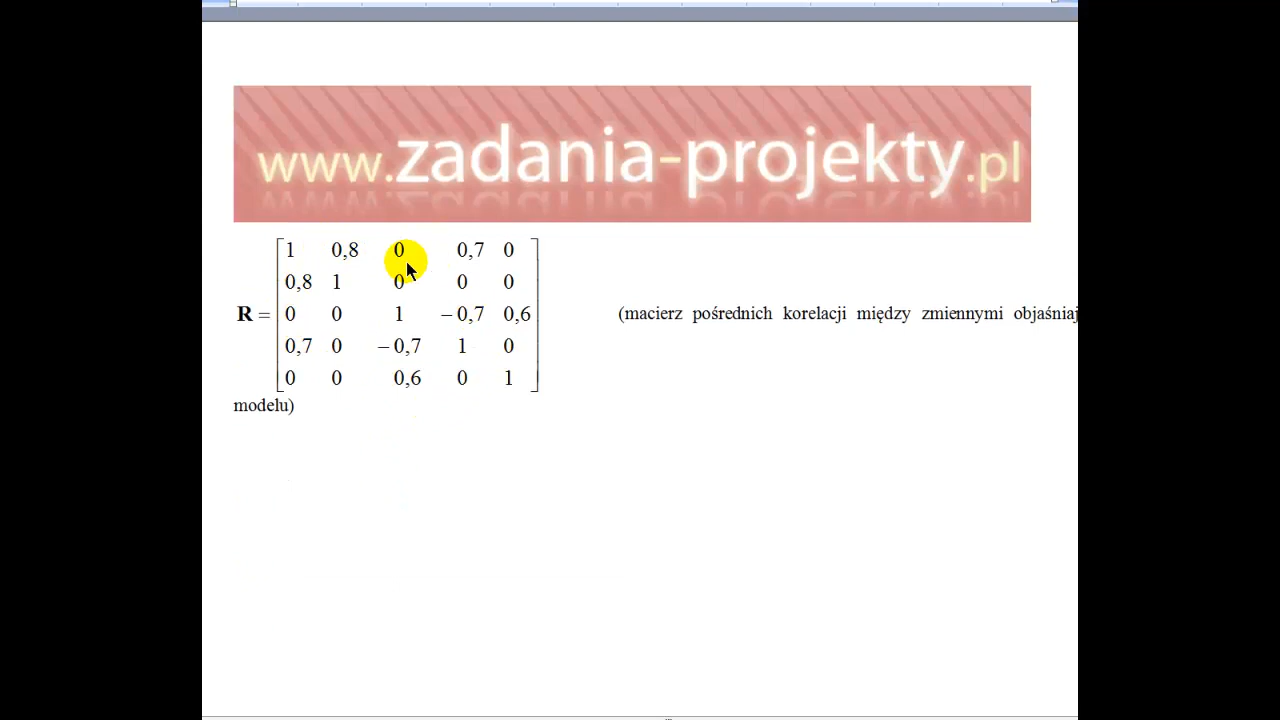 www.zadania-projekty.pl
1 0,8 0 0,7 0
0,8 1 0 0 0
R = 0 0 1 −0,7 0,6 (macierz pośrednich korelacji między zmiennymi
0,7 0 −0,7 1 0
0 0 0,6 0 1
modelu)